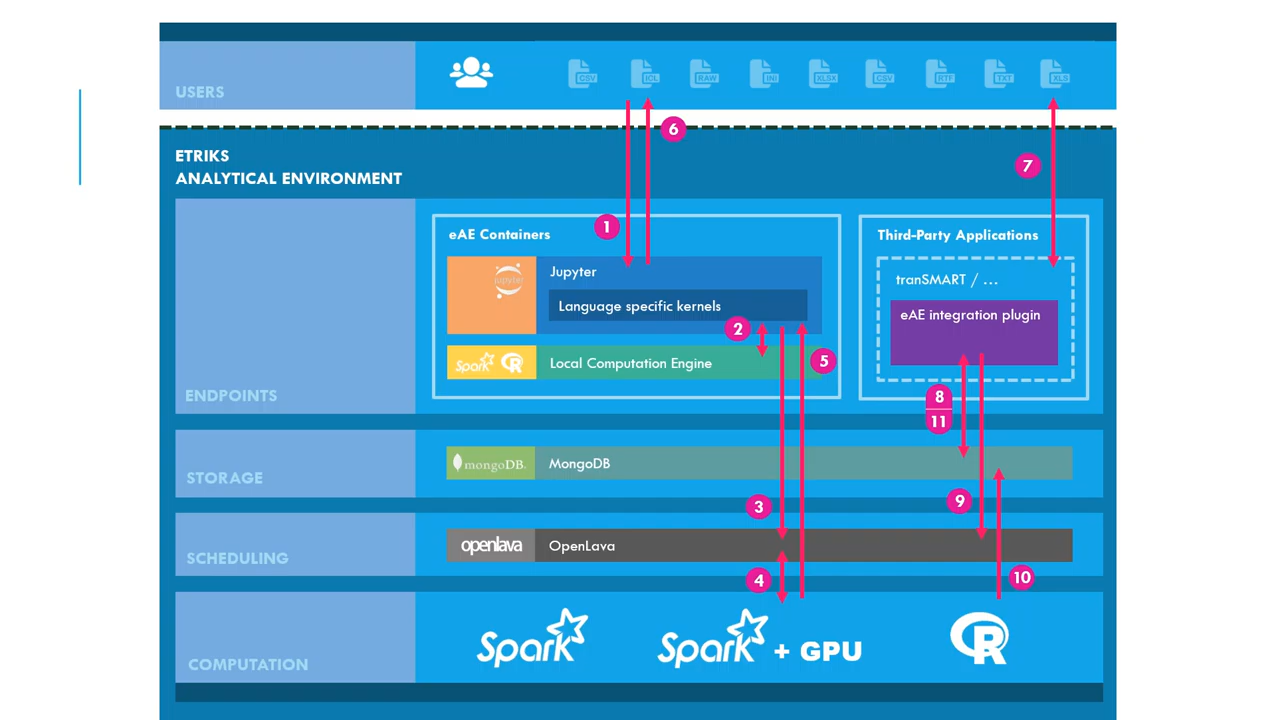 USERS
CSV
IOL
RAW
INI
XLSX
CSV
RTF
TXT
XLS
6
ETRIKS
ANALYTICAL ENVIRONMENT
7
1
eAE Containers
Third-Party Applications
jupyter
Jupyter
tranSMART / ...
Language specific kernels
eAE integration plugin
2
Spark R
Local Computation Engine
5
ENDPOINTS
8
11
STORAGE
mongoDB.
MongoDB
3
9
SCHEDULING
openlava
OpenLava
4
10
COMPUTATION
Spark
Spark + GPU
R